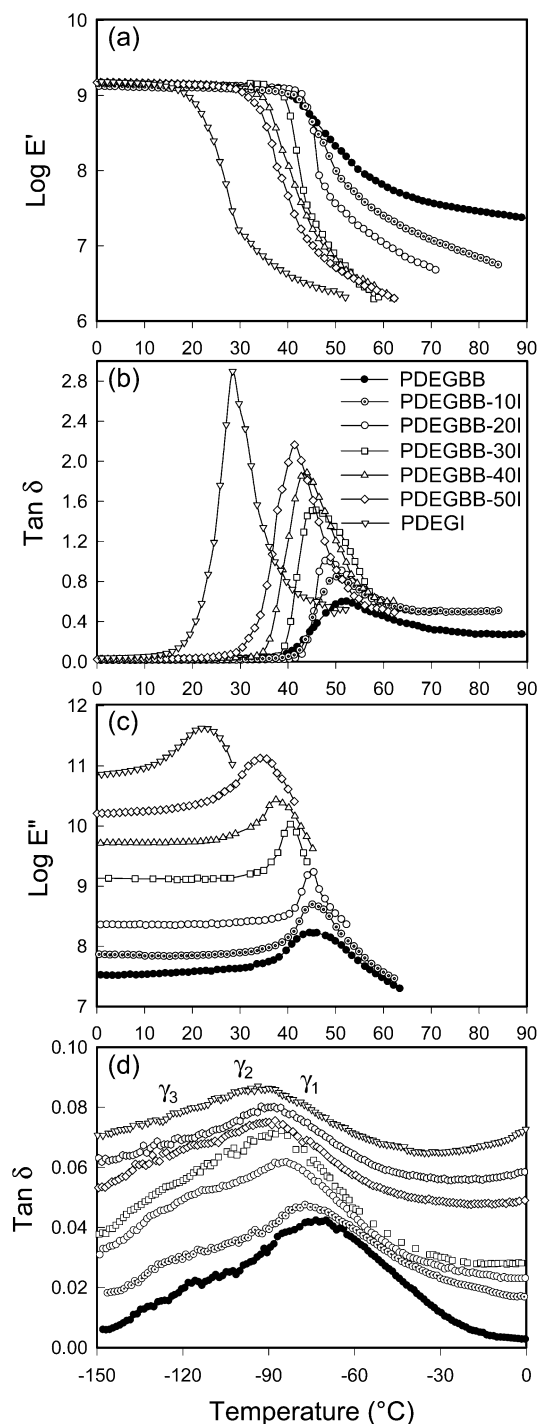 (a)
10
9
8
7
6
Log E'
0 10 20 30 40 50 60 70 80 90
(b)
2.8
2.4
2.0
1.6
1.2
0.8
0.4
0.0
Tan δ
PDEGBB
PDEGBB-10I
PDEGBB-20I
PDEGBB-30I
PDEGBB-40I
PDEGBB-50I
PDEGI
0 10 20 30 40 50 60 70 80 90
(c)
12
11
10
9
8
7
Log E"
0 10 20 30 40 50 60 70 80 90
(d)
0.10
0.08
0.06
0.04
0.02
0.00
Tan δ
γ₃ γ₂ γ₁
-150 -120 -90 -60 -30 0
Temperature (°C)